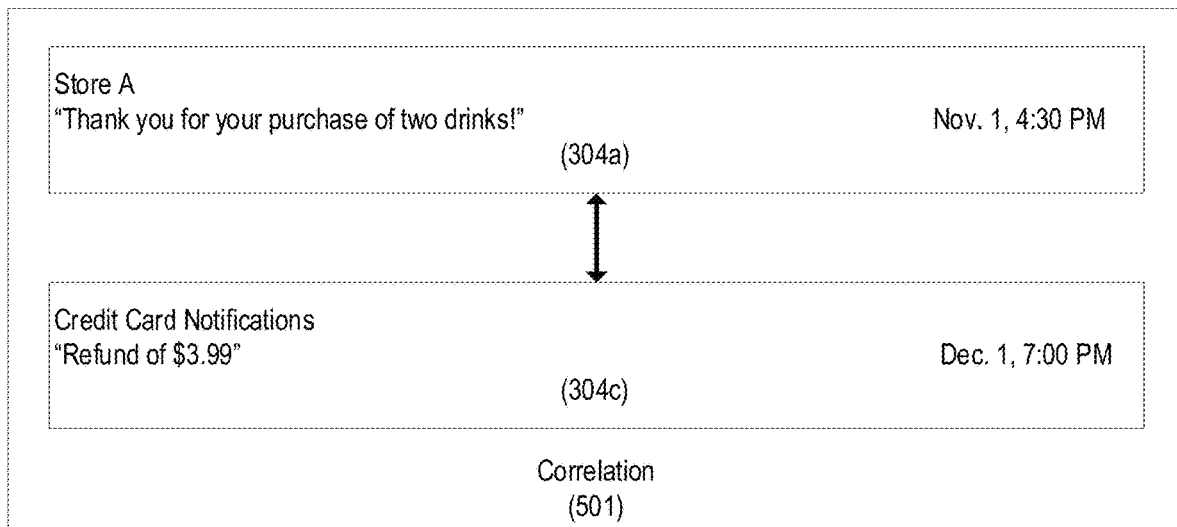 Store A
“Thank you for your purchase of two drinks!” Nov. 1, 4:30 PM
(304a)
Credit Card Notifications
“Refund of $3.99” Dec. 1, 7:00 PM
(304c)
Correlation
(501)